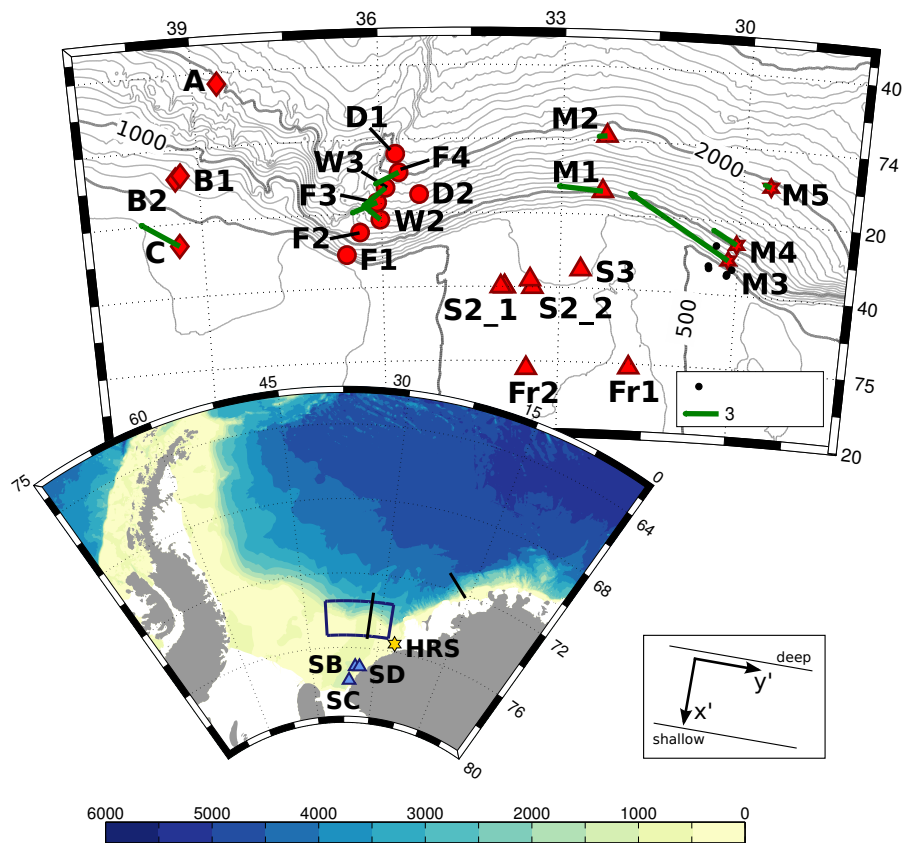 39
36
33
30
A
40
D1
M2
1000
W3
F4
2000
74
M1
B1
F3
D2
M5
B2
W2
F2
20
C
F1
M4
S3
M3
S2_1
S2_2
500
40
Fr2
Fr1
75
3
45
30
15
60
20
75
0
64
68
HRS
72
SB
SD
SC
76
80
deep
y'
x'
shallow
6000
5000
4000
3000
2000
1000
0